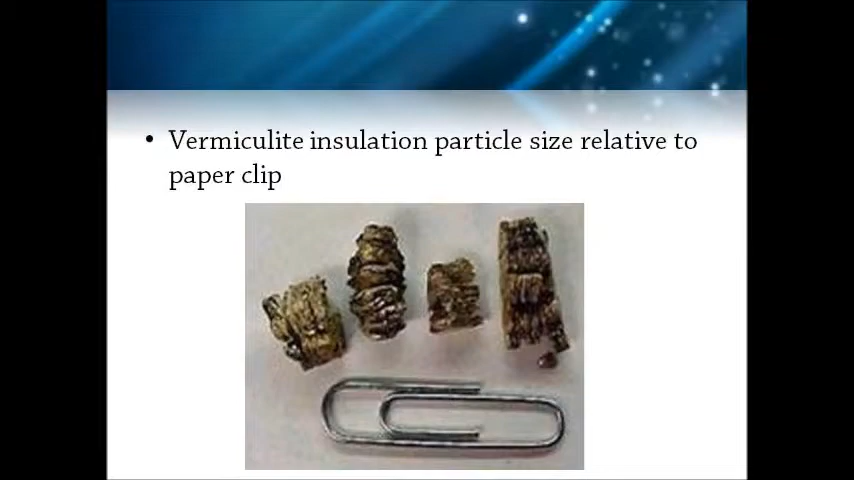 • Vermiculite insulation particle size relative to
paper clip